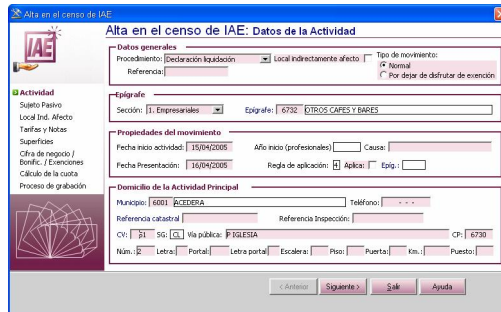 Alta en el censo de IAE
Alta en el censo de IAE: Datos de la Actividad
IAE
Actividad
Sujeto Pasivo
Local Ind. Afecto
Tarifas y Notas
Superficies
Cifra de negocio /
Bonific. / Exenciones
Cálculo de la cuota
Proceso de grabación
Datos generales
Procedimiento: Declaración liquidación Local indirectamente afecto Tipo de movimiento:
Normal
Referencia: Por dejar de disfrutar de exención
Epígrafe
Sección: 1. Empresariales Epígrafe: 6732 OTROS CAFES Y BARES
Propiedades del movimiento
Fecha inicio actividad: 15/04/2005 Año inicio (profesionales) Causa:
Fecha Presentación: 16/04/2005 Regla de aplicación: 4 Aplica: Epíg.:
Domicilio de la Actividad Principal
Municipio: 6001 ACEDERA Teléfono: - - -
Referencia catastral Referencia Inspección:
CV: 51 SG: CL Vía pública: P IGLESIA CP: 6730
Núm.: 2 Letra: Portal: Letra portal Escalera: Piso: Puerta: Km.: Puesto:
< Anterior Siguiente > Salir Ayuda